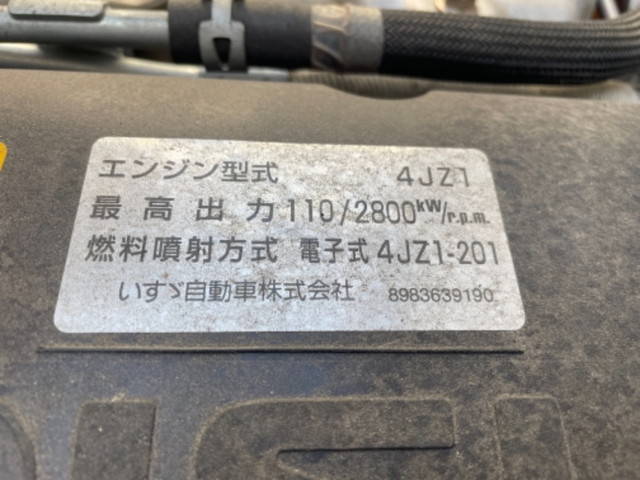 エンジン型式 4JZ1
最高出力 110/2800kW/r.p.m.
燃料噴射方式 電子式 4JZ1-201
いすゞ自動車株式会社 8983639190